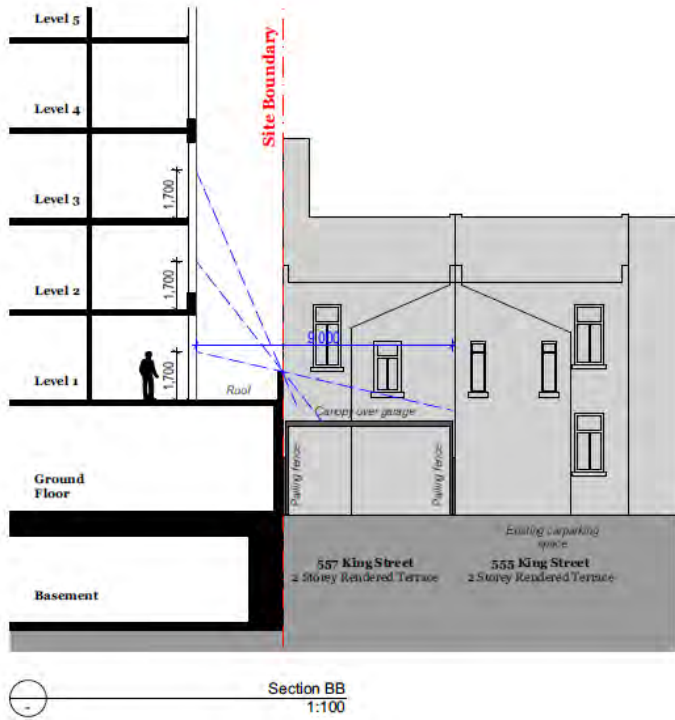 Level 5
Site Boundary
Level 4
Level 3
1,700
Level 2
1,700
9,000
Level 1
1,700
Roof
Canopy over garage
Paling fence
Paling fence
Ground
Floor
Existing carparking
space
557 King Street
2 Storey Rendered Terrace
555 King Street
2 Storey Rendered Terrace
Basement
Section BB
1:100
-